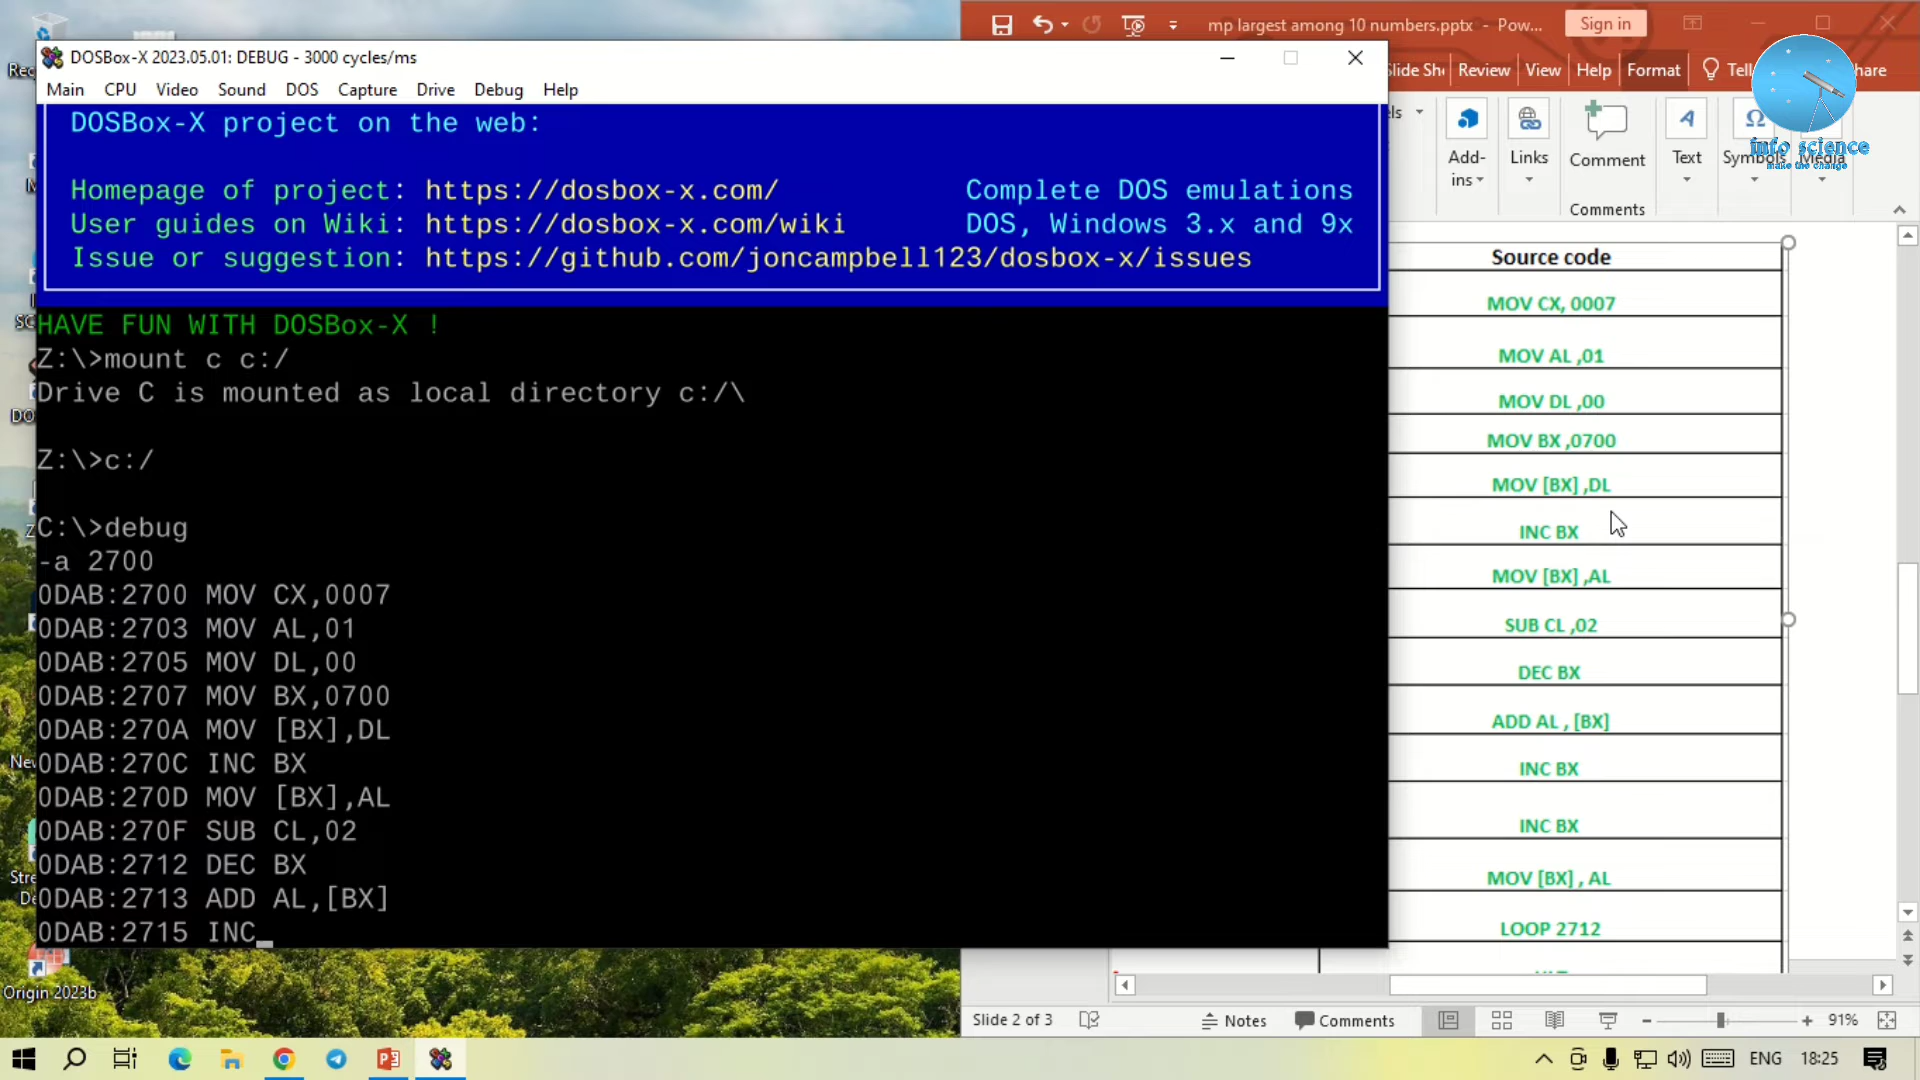 mp largest among 10 numbers.pptx - Pow...
Sign in
DOSBox-X 2023.05.01: DEBUG - 3000 cycles/ms
Main CPU Video Sound DOS Capture Drive Debug Help
Review View Help Format
info science
make the change
DOSBox-X project on the web:
Homepage of project: https://dosbox-x.com/ Complete DOS emulations
User guides on Wiki: https://dosbox-x.com/wiki DOS, Windows 3.x and 9x
Issue or suggestion: https://github.com/joncampbell123/dosbox-x/issues
HAVE FUN WITH DOSBox-X !
Z:\>mount c c:/
Drive C is mounted as local directory c:/\
Z:\>c:/
C:\>debug
-a 2700
0DAB:2700 MOV CX,0007
0DAB:2703 MOV AL,01
0DAB:2705 MOV DL,00
0DAB:2707 MOV BX,0700
0DAB:270A MOV [BX],DL
0DAB:270C INC BX
0DAB:270D MOV [BX],AL
0DAB:270F SUB CL,02
0DAB:2712 DEC BX
0DAB:2713 ADD AL,[BX]
0DAB:2715 INC_
Add-
ins
Links
Comment
Text
Symbols
Media
Comments
Source code
MOV CX, 0007
MOV AL ,01
MOV DL ,00
MOV BX ,0700
MOV [BX] ,DL
INC BX
MOV [BX] ,AL
SUB CL ,02
DEC BX
ADD AL , [BX]
INC BX
INC BX
MOV [BX] , AL
LOOP 2712
Origin 2023b
Slide 2 of 3
Notes
Comments
91%
ENG
18:25